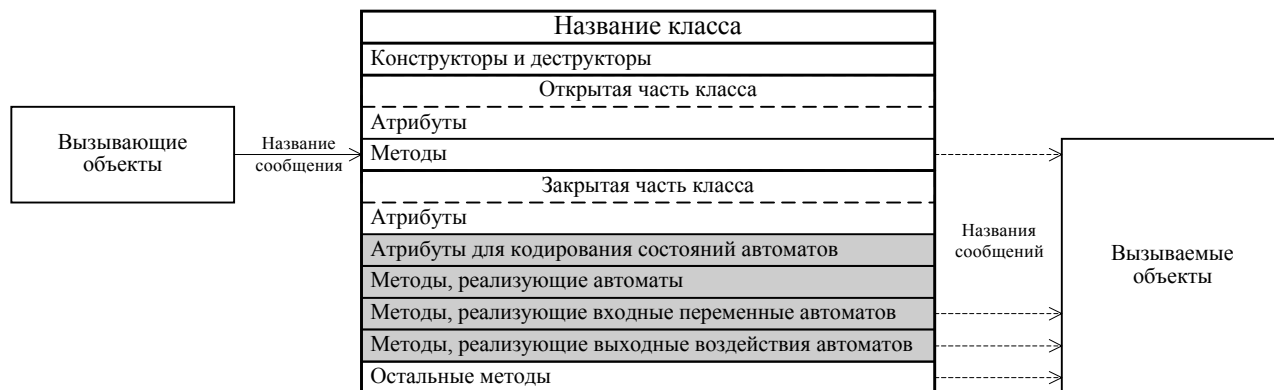 Название класса
Конструкторы и деструкторы
Открытая часть класса
Атрибуты
Методы
Закрытая часть класса
Атрибуты
Атрибуты для кодирования состояний автоматов
Методы, реализующие автоматы
Методы, реализующие входные переменные автоматов
Методы, реализующие выходные воздействия автоматов
Остальные методы
Вызывающие
объекты
Название
сообщения
Названия
сообщений
Вызываемые
объекты